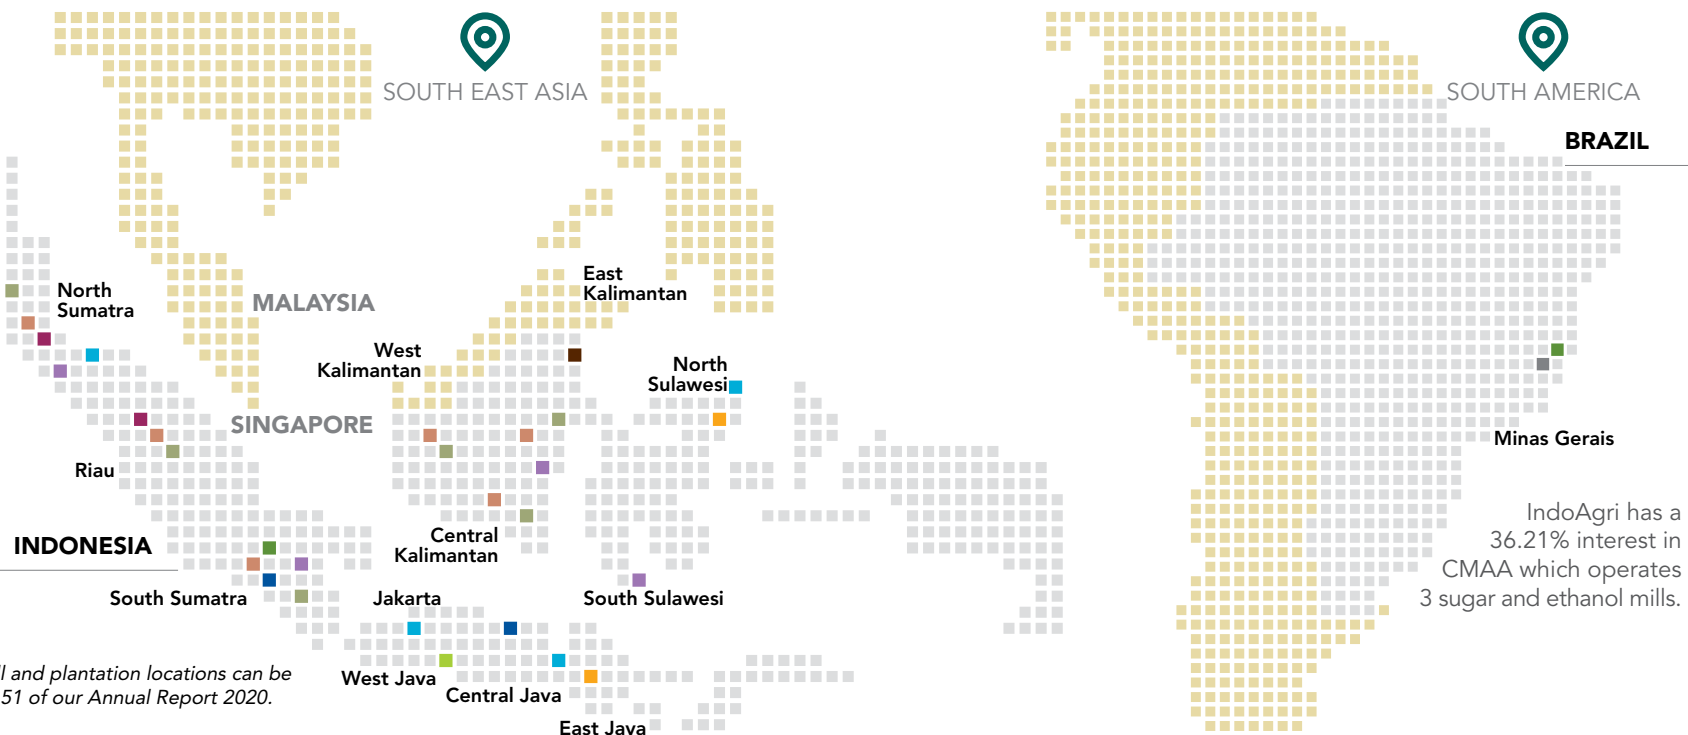 SOUTH EAST ASIA
SOUTH AMERICA
BRAZIL
North
Sumatra
MALAYSIA
East
Kalimantan
West
Kalimantan
North
Sulawesi
SINGAPORE
Riau
Minas Gerais
INDONESIA
Central
Kalimantan
IndoAgri has a
36.21% interest in
CMAA which operates
3 sugar and ethanol mills.
South Sumatra
Jakarta
South Sulawesi
and plantation locations can be
51 of our Annual Report 2020.
West Java
Central Java
East Java